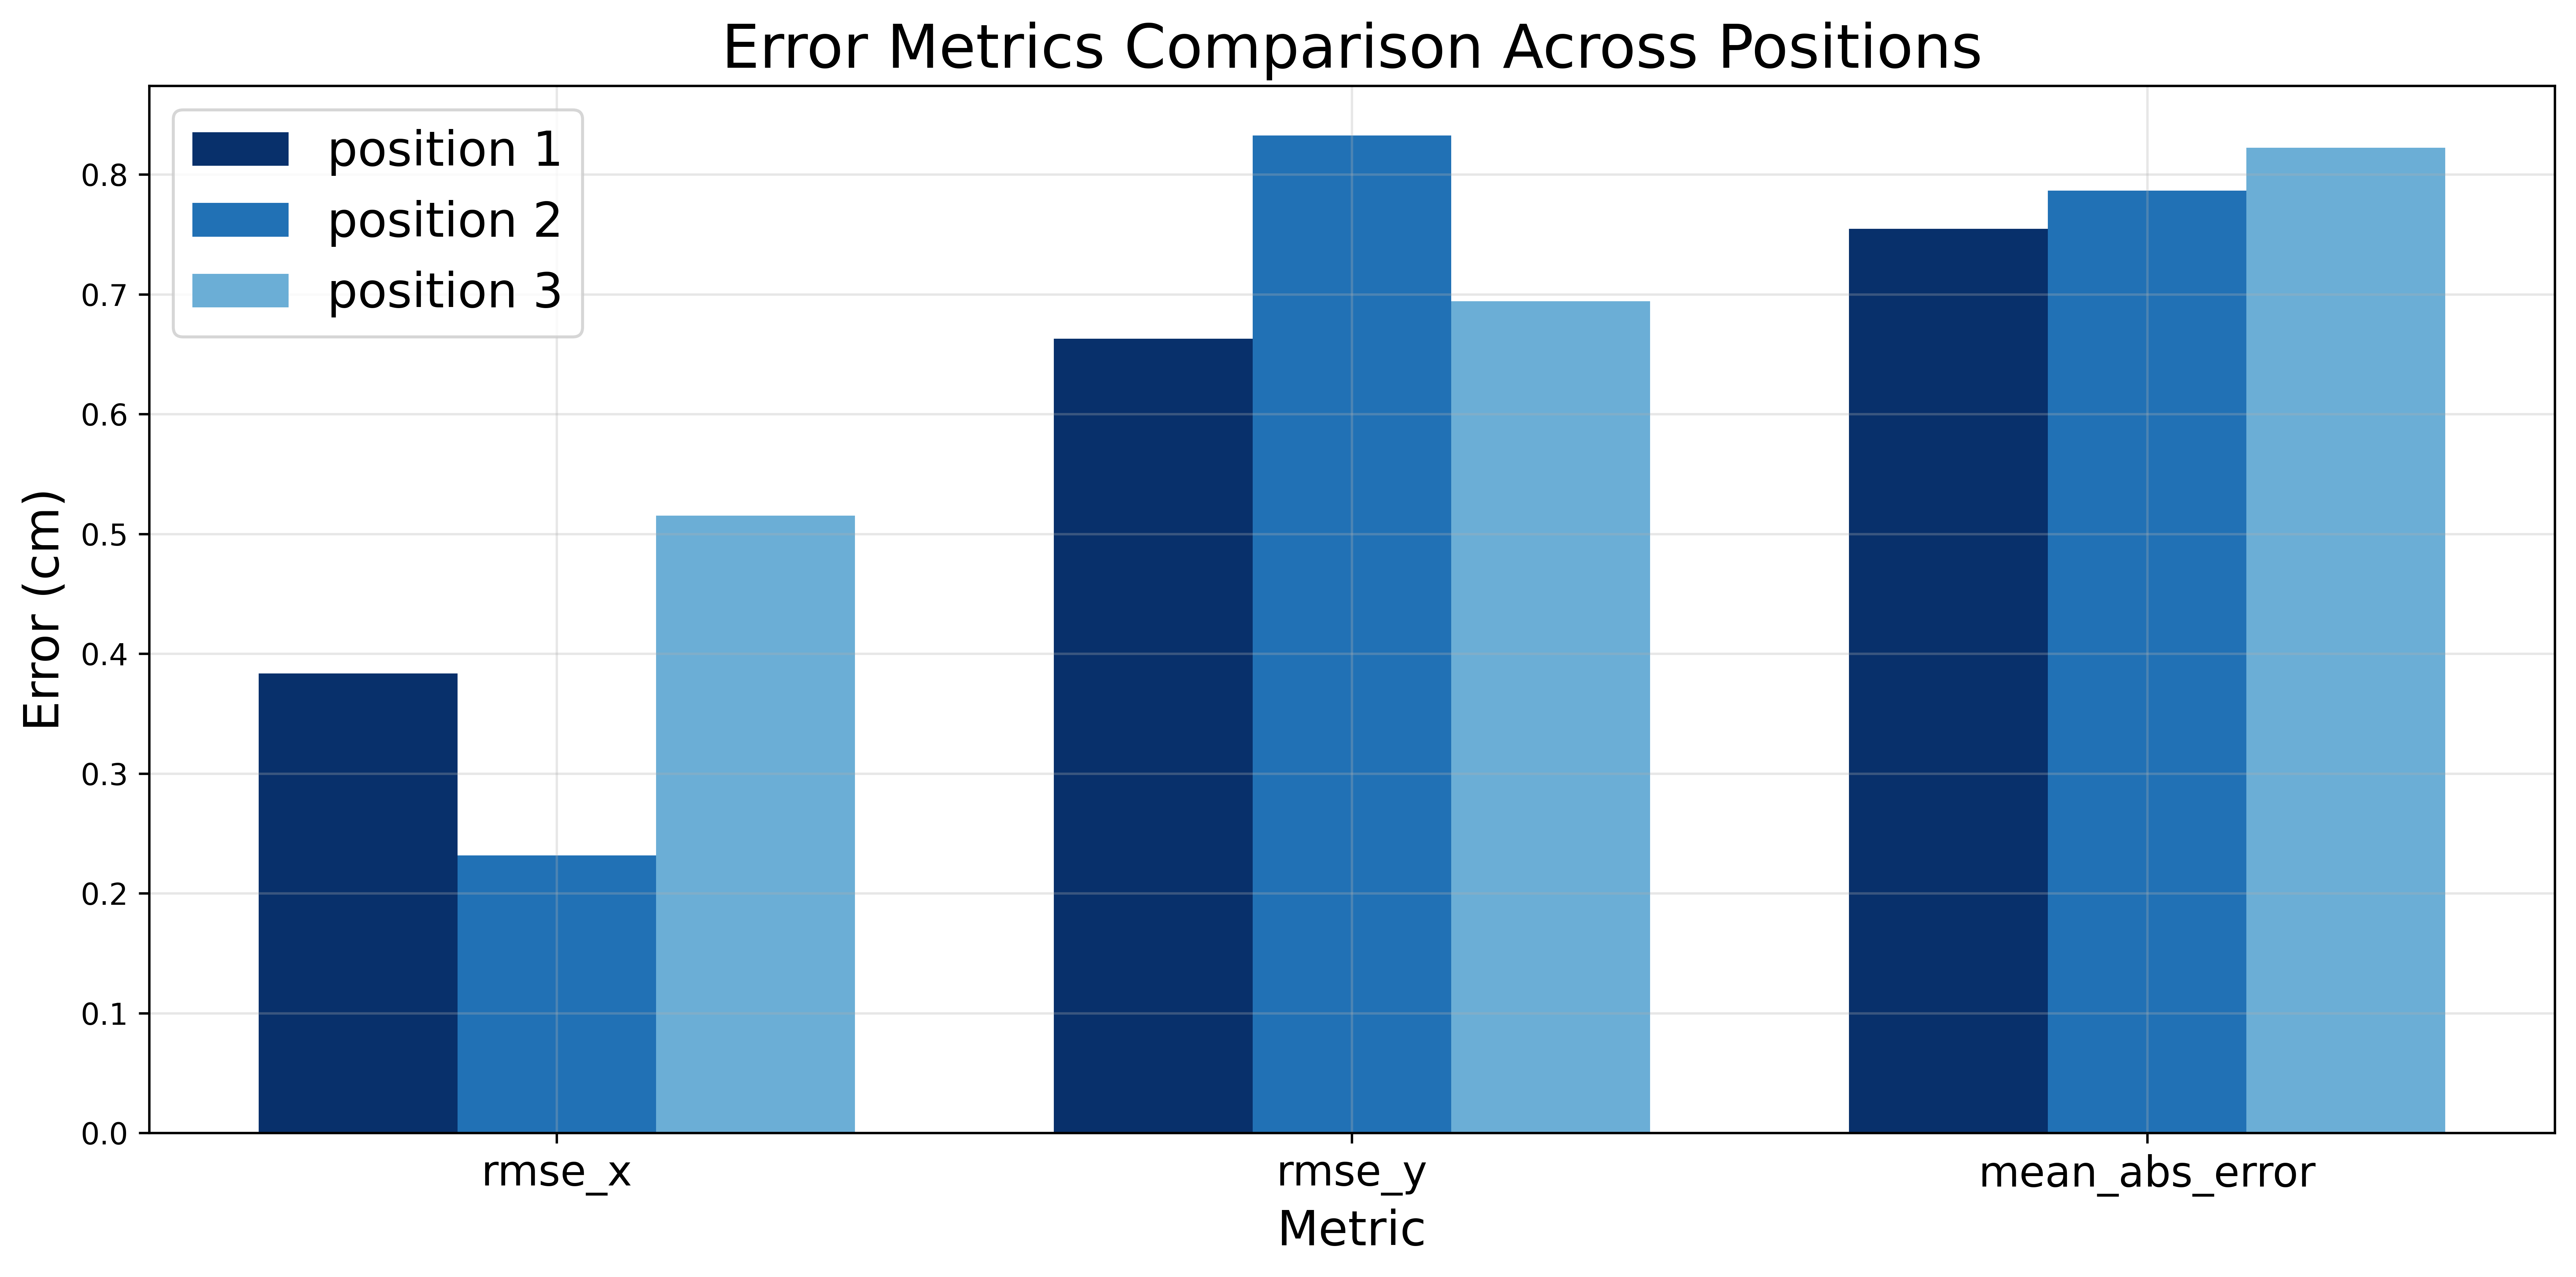 Error Metrics Comparison Across Positions
position 1
position 2
position 3
0.8
0.7
0.6
0.5
0.4
0.3
0.2
0.1
0.0
Error (cm)
rmse_x
rmse_y
mean_abs_error
Metric